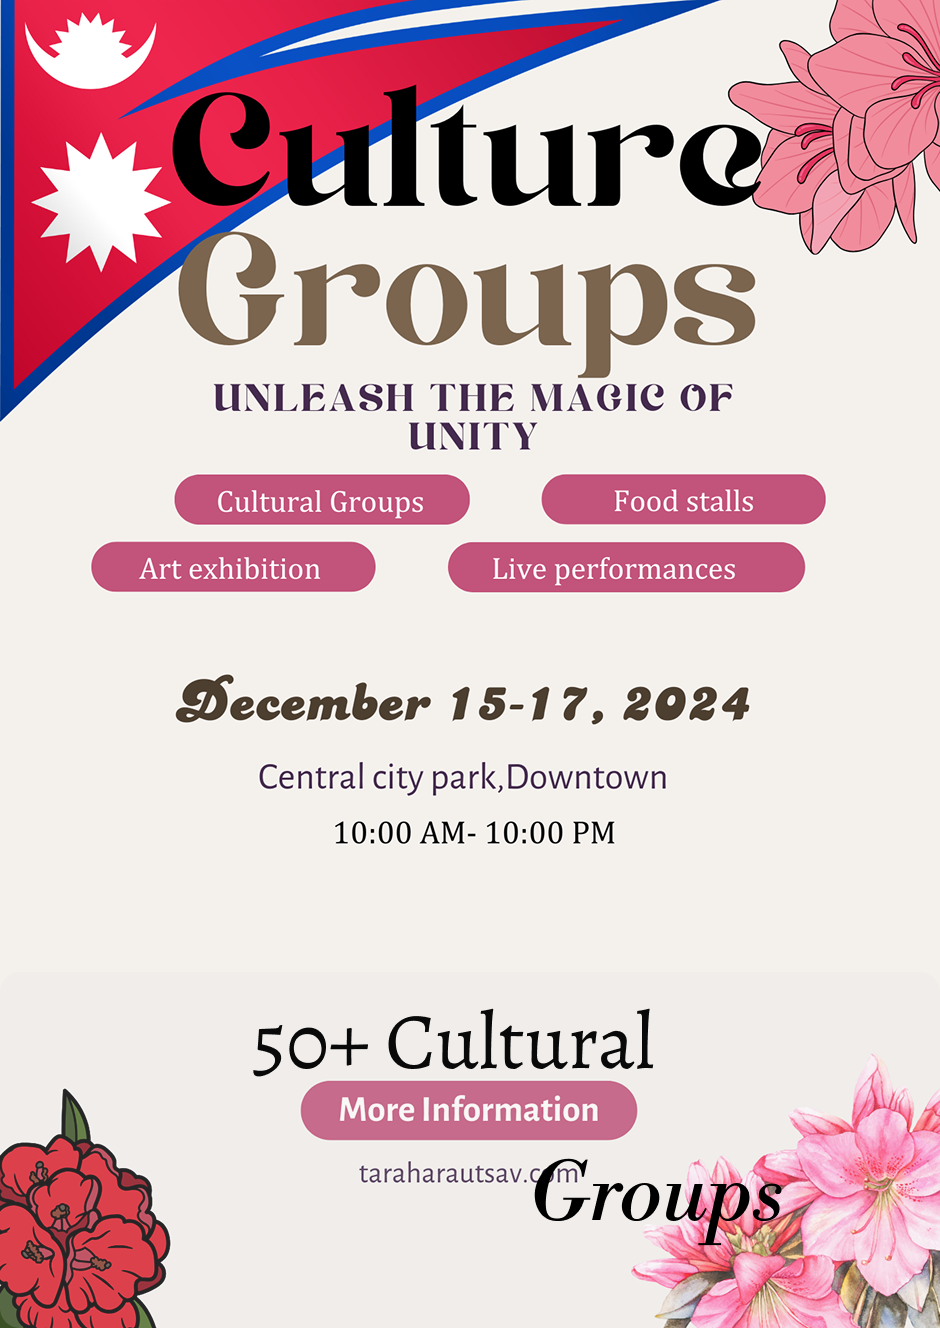 Culture
Groups
UNLEASH THE MAGIC OF
UNITY
Cultural Groups
Food stalls
Art exhibition
Live performances
December 15-17, 2024
Central city park,Downtown
10:00 AM- 10:00 PM
50+ Cultural
More Information
taraharautsav.com
Groups